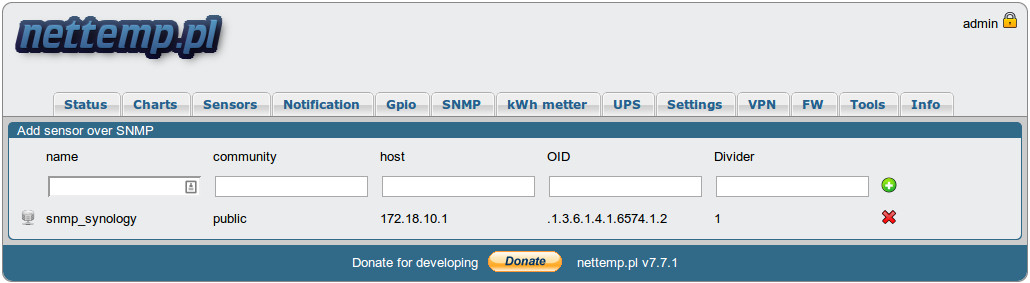 nettemp.pl
admin
Status Charts Sensors Notification Gpio SNMP kWh metter UPS Settings VPN FW Tools Info
Add sensor over SNMP
name community host OID Divider
snmp_synology public 172.18.10.1 .1.3.6.1.4.1.6574.1.2 1
Donate for developing Donate nettemp.pl v7.7.1